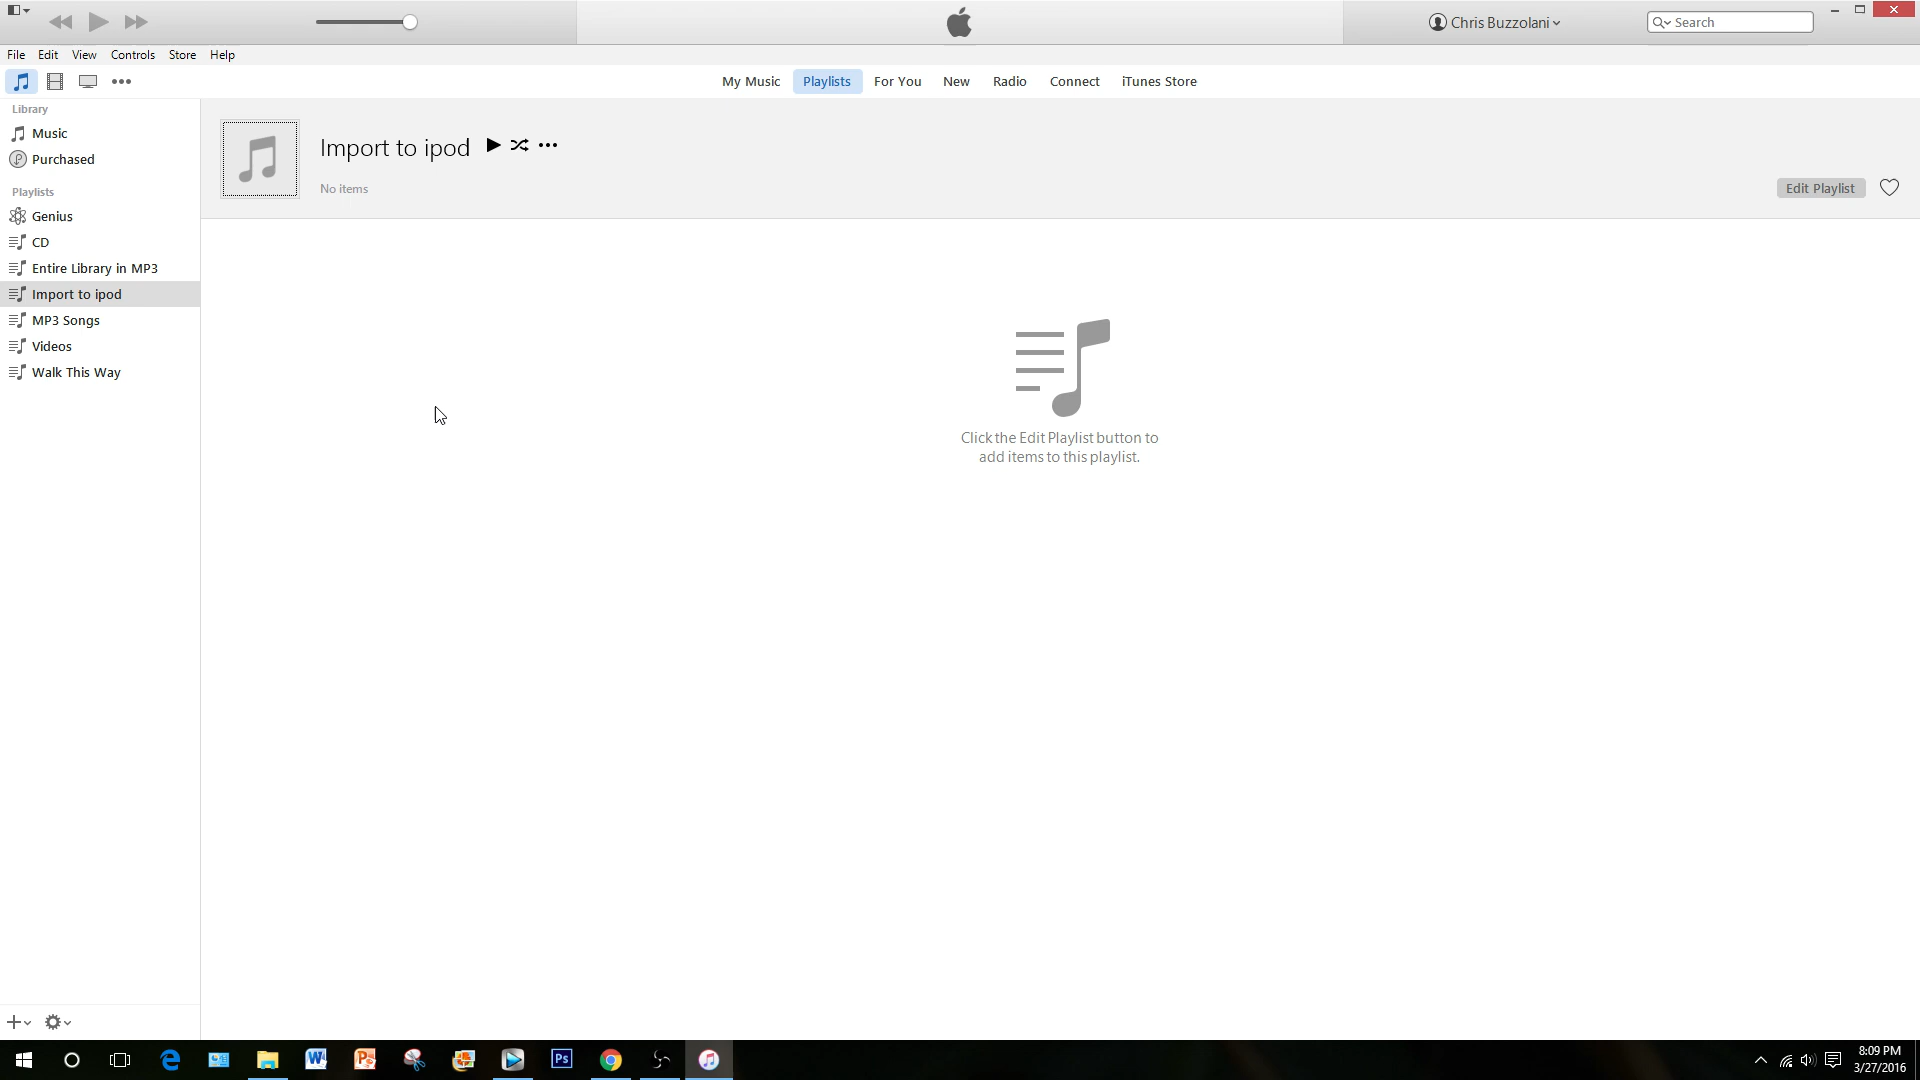 Chris Buzzolani
Search
File Edit View Controls Store Help
My Music Playlists For You New Radio Connect iTunes Store
Library
Music
Purchased
Playlists
Genius
CD
Entire Library in MP3
Import to ipod
MP3 Songs
Videos
Walk This Way
Import to ipod
No items
Edit Playlist
Click the Edit Playlist button to
add items to this playlist.
Ps
8:09 PM
3/27/2016